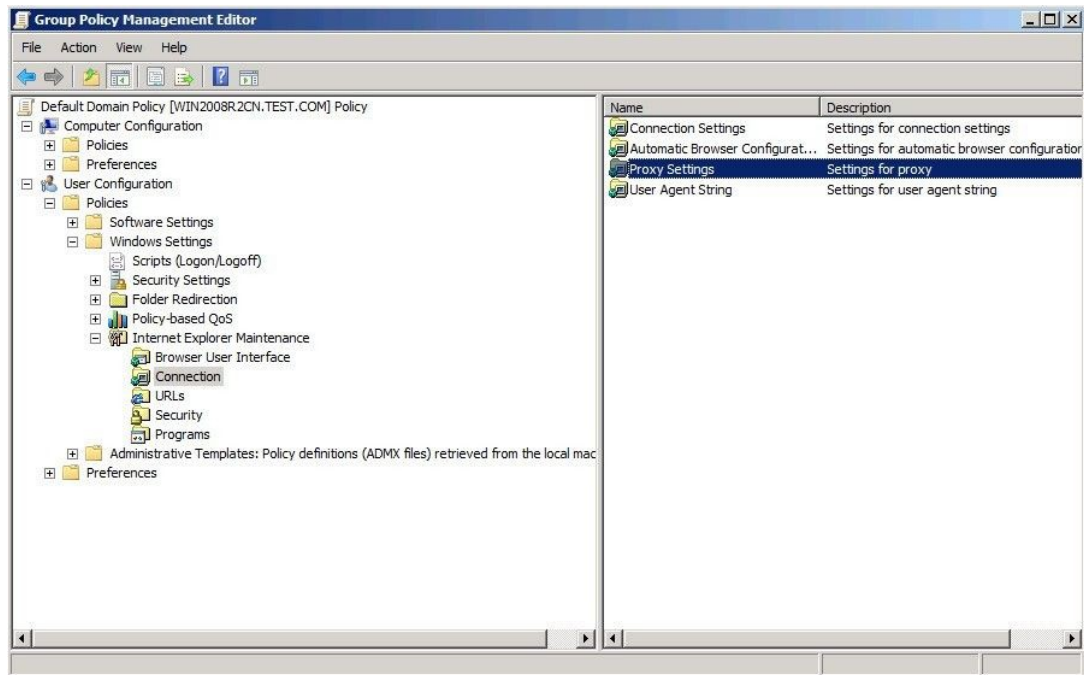 Group Policy Management Editor
File Action View Help
Default Domain Policy [WIN2008R2CN.TEST.COM] Policy
Computer Configuration
Policies
Preferences
User Configuration
Policies
Software Settings
Windows Settings
Scripts (Logon/Logoff)
Security Settings
Folder Redirection
Policy-based QoS
Internet Explorer Maintenance
Browser User Interface
Connection
URLs
Security
Programs
Administrative Templates: Policy definitions (ADMX files) retrieved from the local mac
Preferences
Name Description
Connection Settings Settings for connection settings
Automatic Browser Configurat... Settings for automatic browser configuration
Proxy Settings Settings for proxy
User Agent String Settings for user agent string